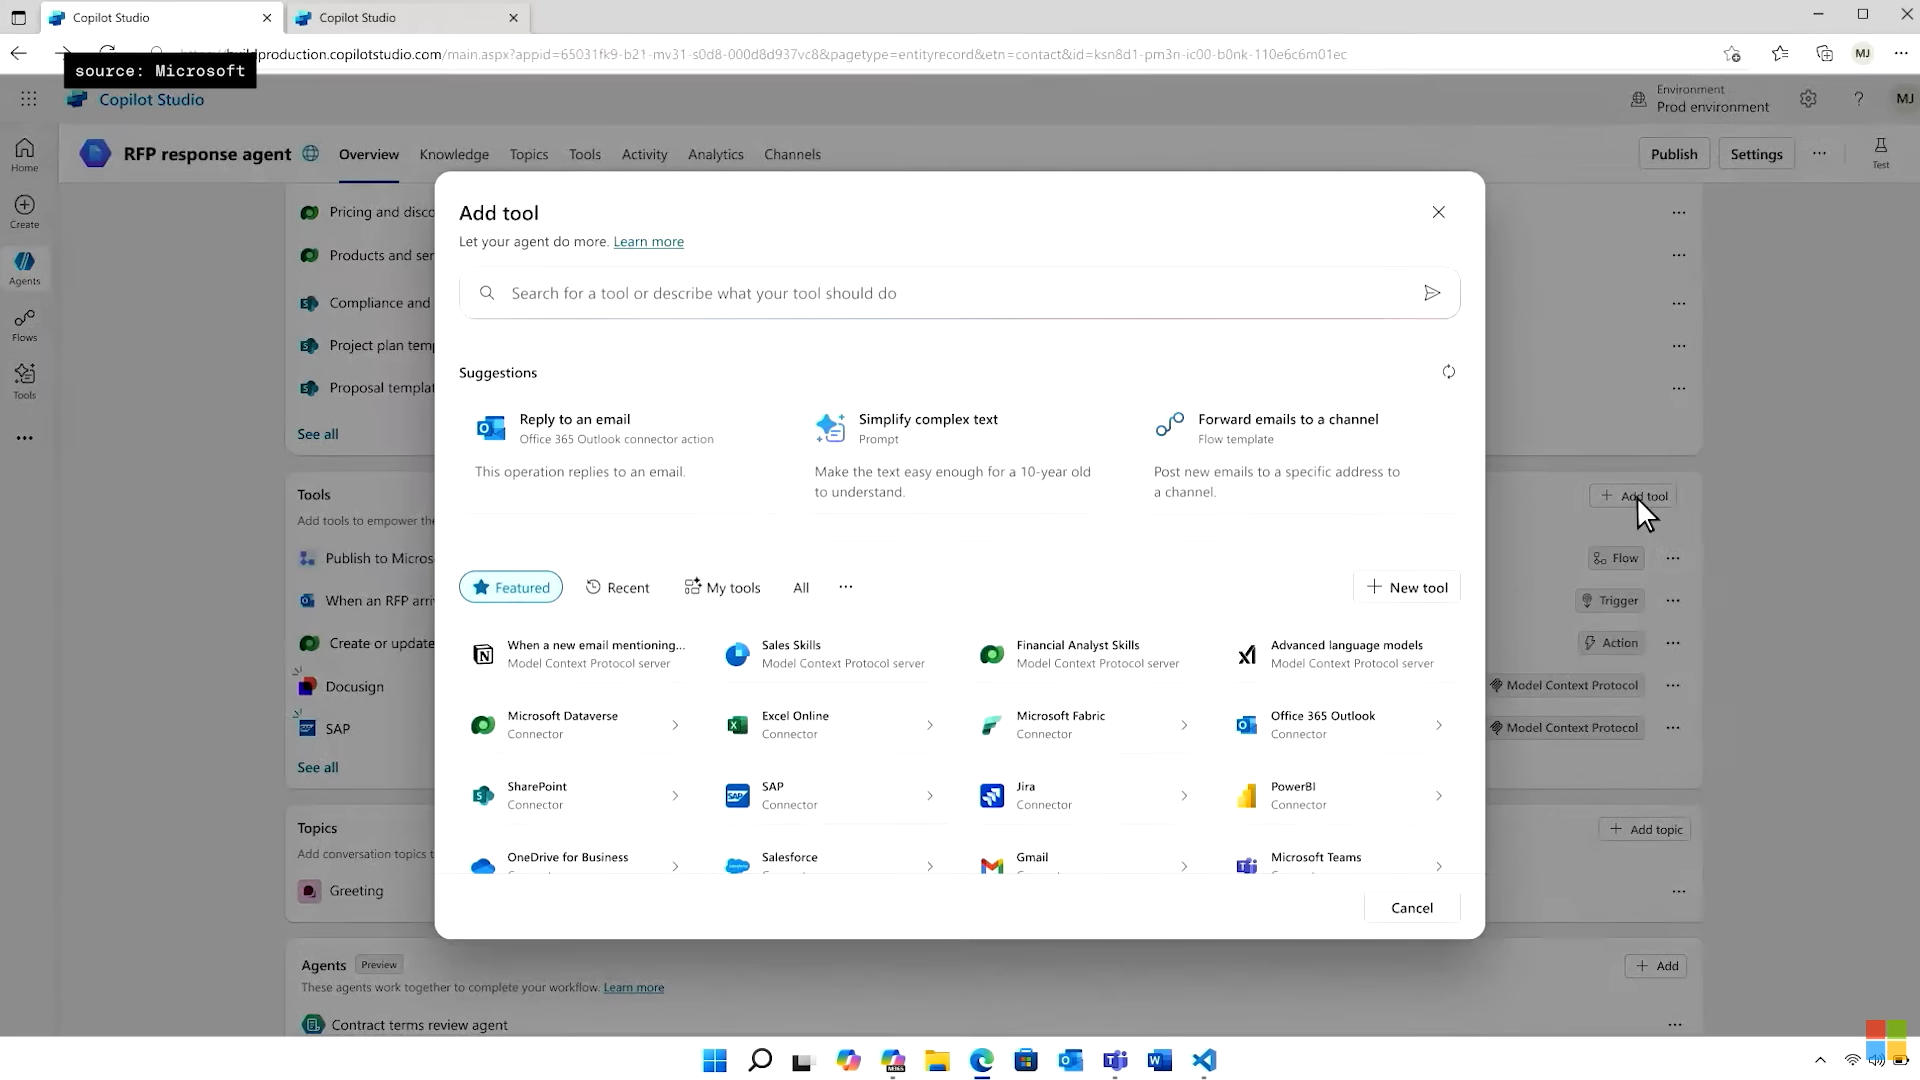 Copilot Studio
Copilot Studio
production.copilotstudio.com/main.aspx?appid=65031fk9-b21-mv31-s0d8-000d8d937vc8&pagetype=entityrecord&etn=contact&id=ksn8d1-pm3n-ic00-b0nk-110e6c6m01ec
MJ
source: Microsoft
Copilot Studio
Environment
Prod environment
?
MJ
Home
Create
Agents
Flows
Tools
RFP response agent
Overview
Knowledge
Topics
Tools
Activity
Analytics
Channels
Publish
Settings
Test
Pricing and disco
Products and ser
Compliance and
Project plan temp
Proposal templat
See all
Tools
Add tools to empower the
+ Add tool
Publish to Micros
Flow
When an RFP arri
Trigger
Create or update
Action
Docusign
Model Context Protocol
SAP
Model Context Protocol
See all
Topics
Add conversation topics t
+ Add topic
Greeting
Agents
Preview
These agents work together to complete your workflow. Learn more
+ Add
Contract terms review agent
Add tool
Let your agent do more. Learn more
Search for a tool or describe what your tool should do
Suggestions
Reply to an email
Office 365 Outlook connector action
This operation replies to an email.
Simplify complex text
Prompt
Make the text easy enough for a 10-year old
to understand.
Forward emails to a channel
Flow template
Post new emails to a specific address to
a channel.
Featured
Recent
My tools
All
+ New tool
When a new email mentioning...
Model Context Protocol server
Sales Skills
Model Context Protocol server
Financial Analyst Skills
Model Context Protocol server
Advanced language models
Model Context Protocol server
Microsoft Dataverse
Connector
Excel Online
Connector
Microsoft Fabric
Connector
Office 365 Outlook
Connector
SharePoint
Connector
SAP
Connector
Jira
Connector
PowerBI
Connector
OneDrive for Business
Salesforce
Gmail
Microsoft Teams
Cancel